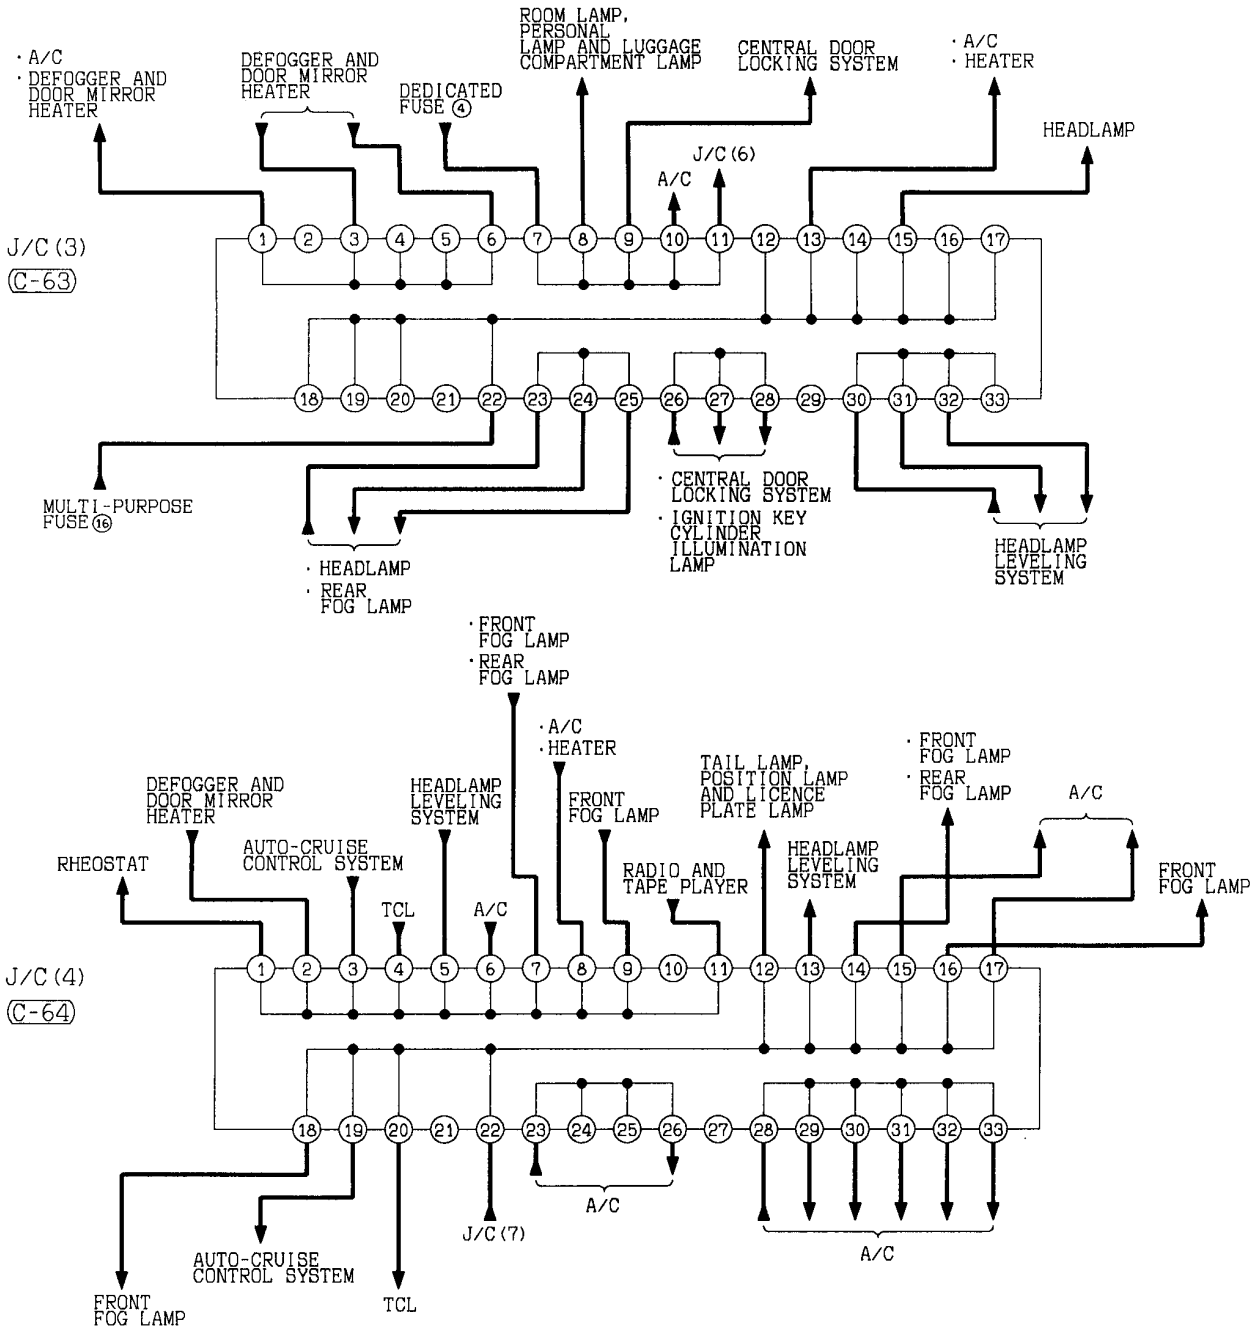 · A/C
· DEFOGGER AND
DOOR MIRROR
HEATER
DEFOGGER AND
DOOR MIRROR
HEATER
DEDICATED
FUSE ④
ROOM LAMP,
PERSONAL
LAMP AND LUGGAGE
COMPARTMENT LAMP
CENTRAL DOOR
LOCKING SYSTEM
· A/C
· HEATER
HEADLAMP
A/C
J/C(6)
J/C(3)
C-63
1 2 3 4 5 6 7 8 9 10 11 12 13 14 15 16 17
18 19 20 21 22 23 24 25 26 27 28 29 30 31 32 33
MULTI-PURPOSE
FUSE ⑯
· HEADLAMP
· REAR
FOG LAMP
· CENTRAL DOOR
LOCKING SYSTEM
· IGNITION KEY
CYLINDER
ILLUMINATION
LAMP
HEADLAMP
LEVELING
SYSTEM
· FRONT
FOG LAMP
· REAR
FOG LAMP
· A/C
· HEATER
RHEOSTAT
DEFOGGER AND
DOOR MIRROR
HEATER
AUTO-CRUISE
CONTROL SYSTEM
TCL
HEADLAMP
LEVELING
SYSTEM
A/C
FRONT
FOG LAMP
RADIO AND
TAPE PLAYER
TAIL LAMP,
POSITION LAMP
AND LICENCE
PLATE LAMP
HEADLAMP
LEVELING
SYSTEM
· FRONT
FOG LAMP
· REAR
FOG LAMP
A/C
FRONT
FOG LAMP
J/C(4)
C-64
1 2 3 4 5 6 7 8 9 10 11 12 13 14 15 16 17
18 19 20 21 22 23 24 25 26 27 28 29 30 31 32 33
FRONT
FOG LAMP
AUTO-CRUISE
CONTROL SYSTEM
TCL
J/C(7)
A/C
A/C